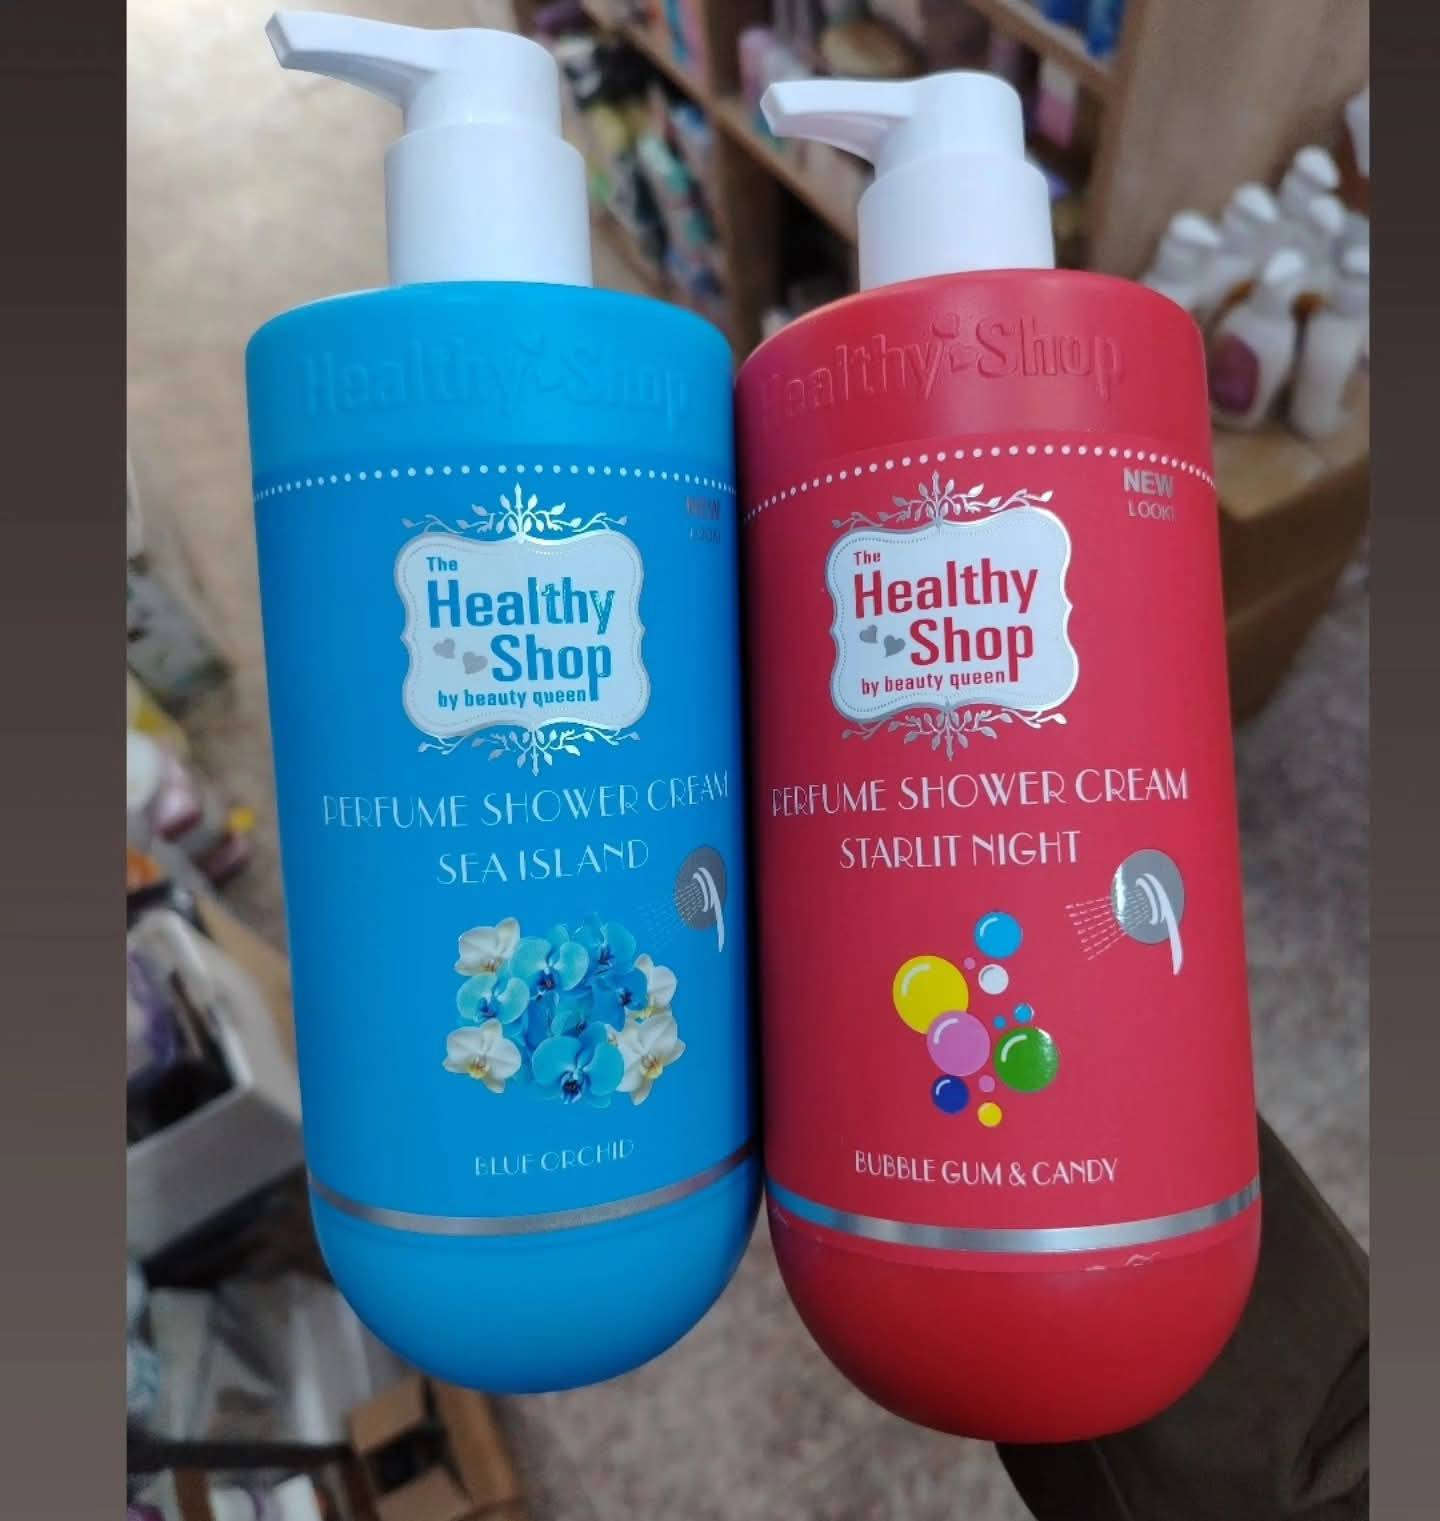 Healthy Shop
NEW
LOOK!
The
Healthy
Shop
by beauty queen
PERFUME SHOWER CREAM
SEA ISLAND
BLUE ORCHID
Healthy Shop
NEW
LOOK!
The
Healthy
Shop
by beauty queen
PERFUME SHOWER CREAM
STARLIT NIGHT
BUBBLE GUM & CANDY